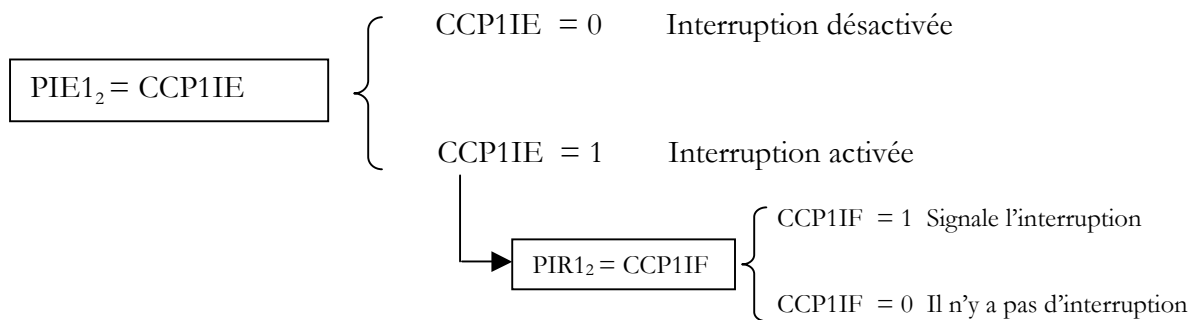 CCP1IE = 0 Interruption désactivée
PIE1₂ = CCP1IE
CCP1IE = 1 Interruption activée
CCP1IF = 1 Signale l'interruption
PIR1₂ = CCP1IF
CCP1IF = 0 Il n'y a pas d'interruption